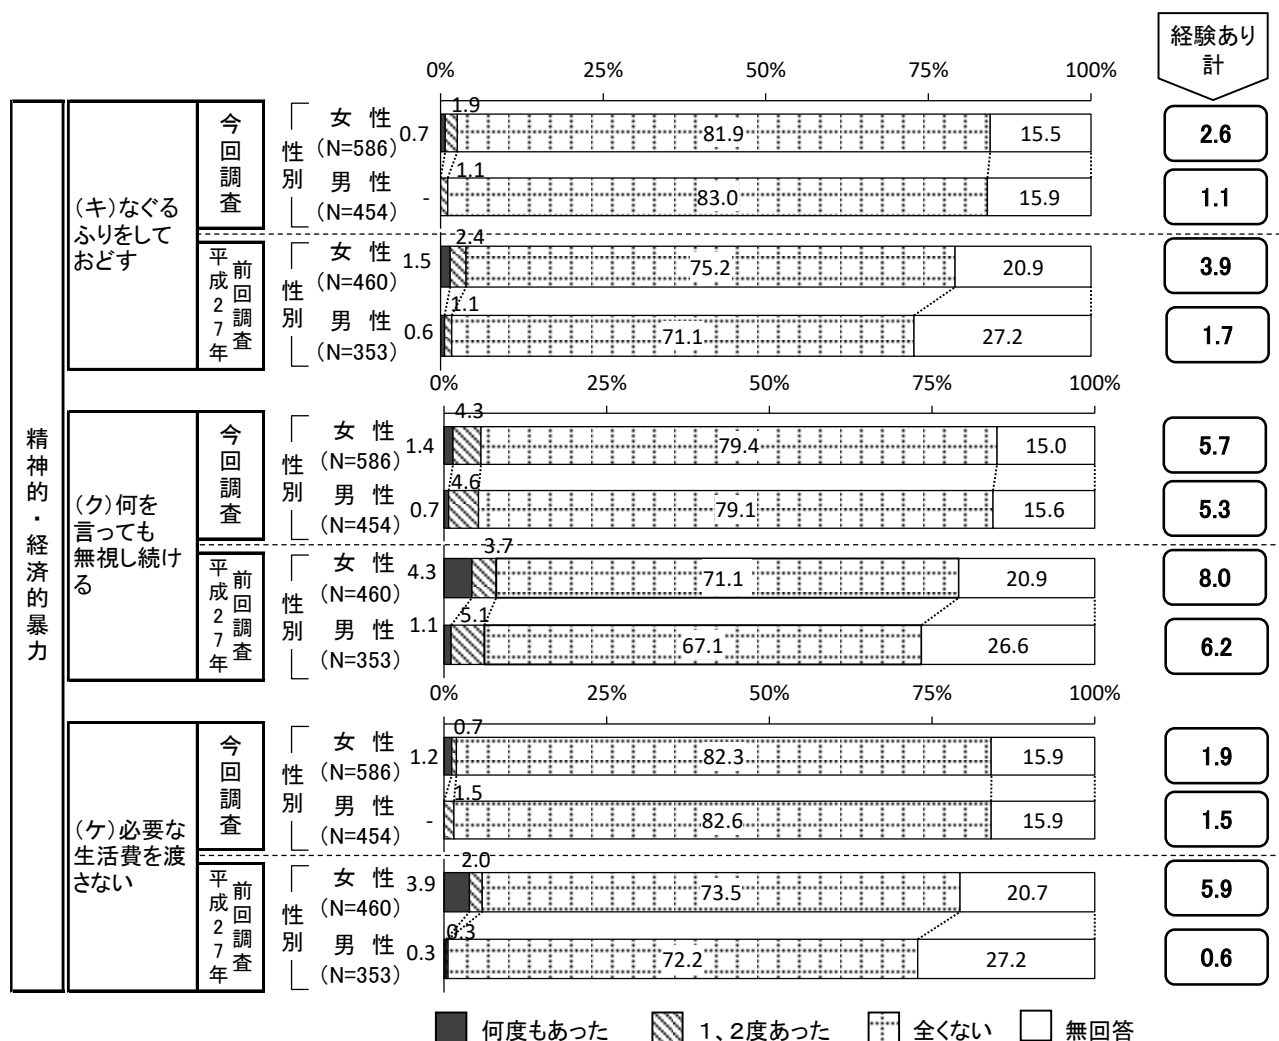 経験あり
計
0% 25% 50% 75% 100%
精神的・経済的暴力
(キ)なぐる
ふりをして
おどす
今回調査
性別
女 性
(N=586)
0.7 1.9 81.9 15.5 2.6
男 性
(N=454)
- 1.1 83.0 15.9 1.1
前回調査
平成27年
性別
女 性
(N=460)
1.5 2.4 75.2 20.9 3.9
男 性
(N=353)
0.6 1.1 71.1 27.2 1.7
0% 25% 50% 75% 100%
(ク)何を
言っても
無視し続け
る
今回調査
性別
女 性
(N=586)
1.4 4.3 79.4 15.0 5.7
男 性
(N=454)
0.7 4.6 79.1 15.6 5.3
前回調査
平成27年
性別
女 性
(N=460)
4.3 3.7 71.1 20.9 8.0
男 性
(N=353)
1.1 5.1 67.1 26.6 6.2
0% 25% 50% 75% 100%
(ケ)必要な
生活費を渡
さない
今回調査
性別
女 性
(N=586)
1.2 0.7 82.3 15.9 1.9
男 性
(N=454)
- 1.5 82.6 15.9 1.5
前回調査
平成27年
性別
女 性
(N=460)
3.9 2.0 73.5 20.7 5.9
男 性
(N=353)
0.3 0.3 72.2 27.2 0.6
何度もあった 1、2度あった 全くない 無回答